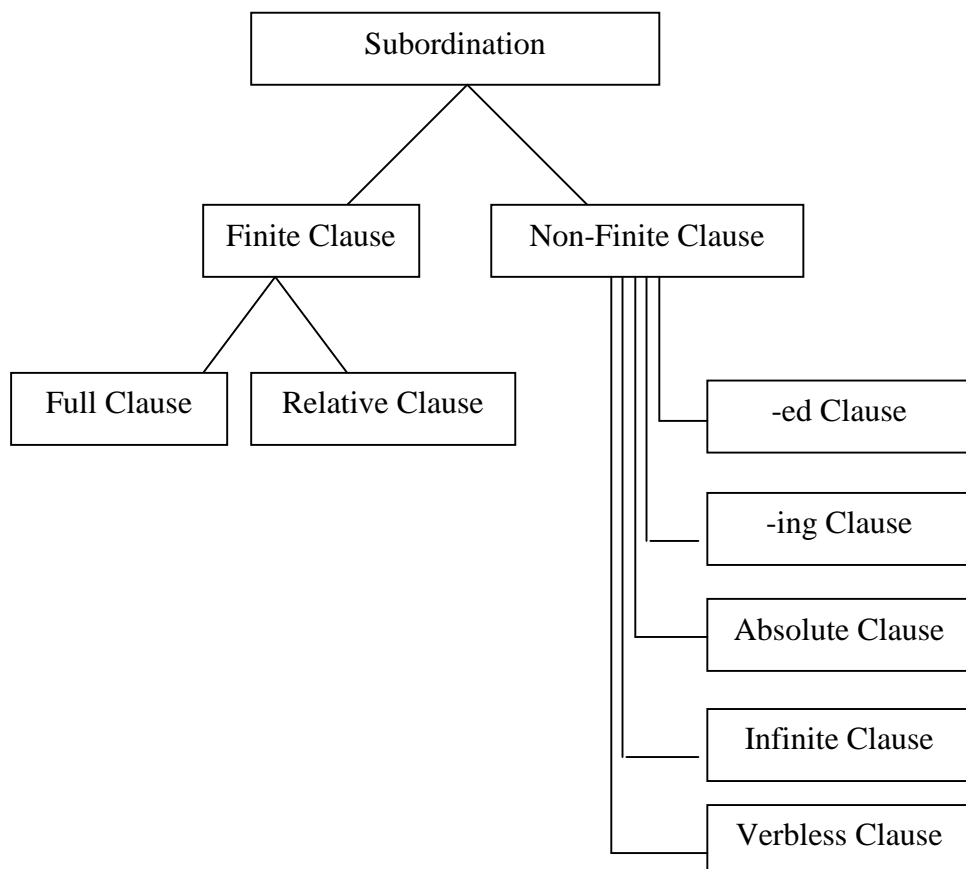 Subordination
Finite Clause
Non-Finite Clause
Full Clause
Relative Clause
-ed Clause
-ing Clause
Absolute Clause
Infinite Clause
Verbless Clause